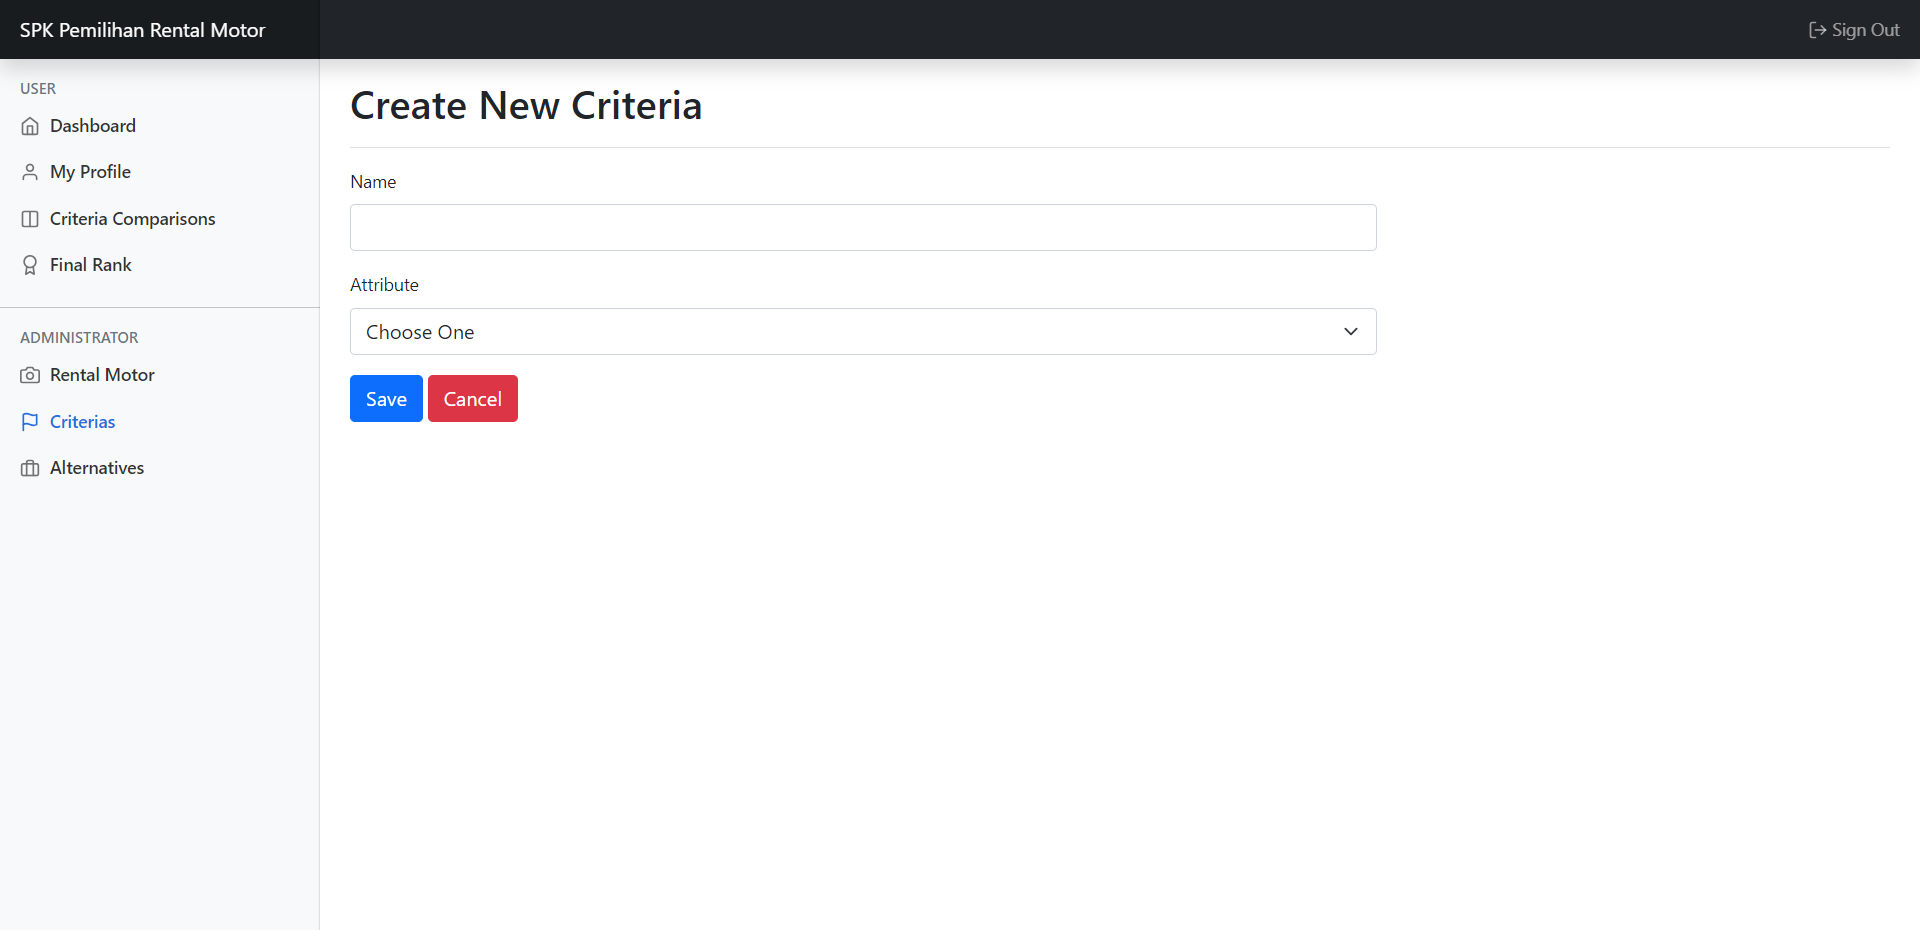 SPK Pemilihan Rental Motor
Sign Out
USER
Dashboard
My Profile
Criteria Comparisons
Final Rank
ADMINISTRATOR
Rental Motor
Criterias
Alternatives
Create New Criteria
Name
Attribute
Choose One
Save Cancel